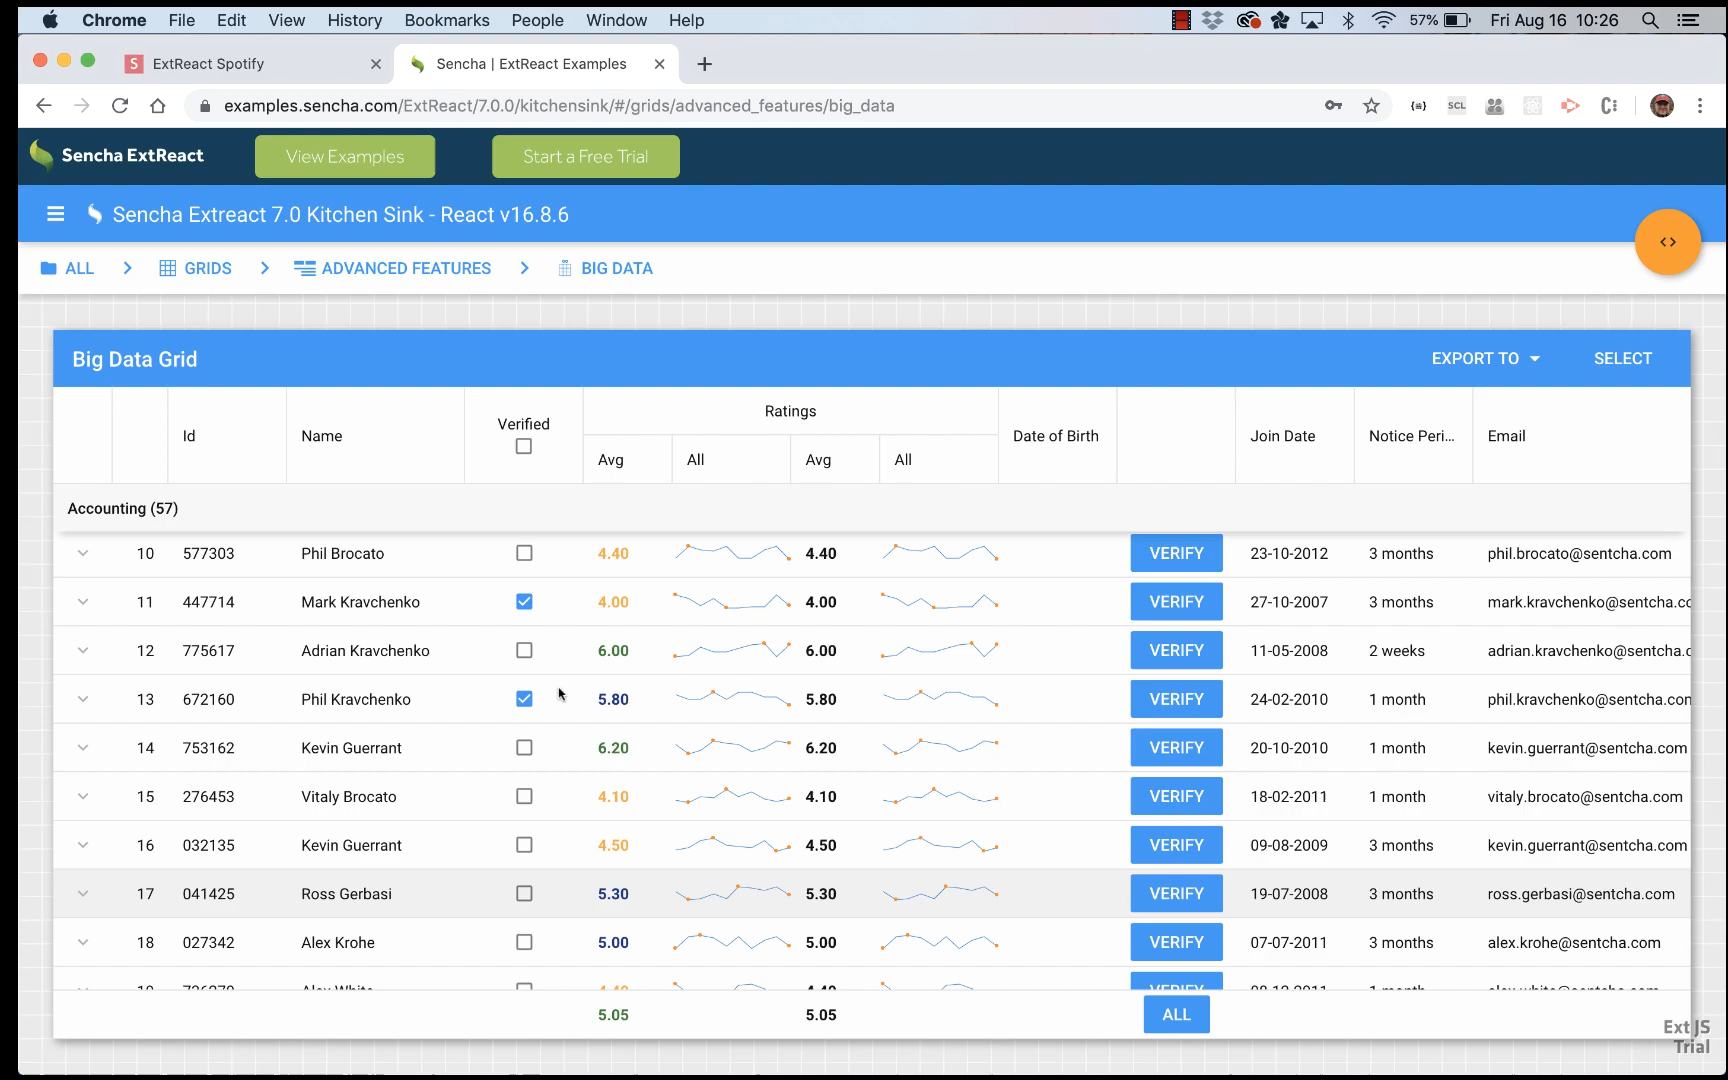 Chrome File Edit View History Bookmarks People Window Help 57% Fri Aug 16 10:26
S ExtReact Spotify Sencha | ExtReact Examples
examples.sencha.com/ExtReact/7.0.0/kitchensink/#/grids/advanced_features/big_data SCL
Sencha ExtReact View Examples Start a Free Trial
Sencha Extreact 7.0 Kitchen Sink - React v16.8.6
ALL GRIDS ADVANCED FEATURES BIG DATA
Big Data Grid EXPORT TO SELECT
Id Name Verified Ratings Date of Birth Join Date Notice Peri... Email
Avg All Avg All
Accounting (57)
10 577303 Phil Brocato 4.40 4.40 VERIFY 23-10-2012 3 months phil.brocato@sentcha.com
11 447714 Mark Kravchenko 4.00 4.00 VERIFY 27-10-2007 3 months mark.kravchenko@sentcha.cc
12 775617 Adrian Kravchenko 6.00 6.00 VERIFY 11-05-2008 2 weeks adrian.kravchenko@sentcha.c
13 672160 Phil Kravchenko 5.80 5.80 VERIFY 24-02-2010 1 month phil.kravchenko@sentcha.con
14 753162 Kevin Guerrant 6.20 6.20 VERIFY 20-10-2010 1 month kevin.guerrant@sentcha.com
15 276453 Vitaly Brocato 4.10 4.10 VERIFY 18-02-2011 1 month vitaly.brocato@sentcha.com
16 032135 Kevin Guerrant 4.50 4.50 VERIFY 09-08-2009 3 months kevin.guerrant@sentcha.com
17 041425 Ross Gerbasi 5.30 5.30 VERIFY 19-07-2008 3 months ross.gerbasi@sentcha.com
18 027342 Alex Krohe 5.00 5.00 VERIFY 07-07-2011 3 months alex.krohe@sentcha.com
5.05 5.05 ALL
Ext JS
Trial